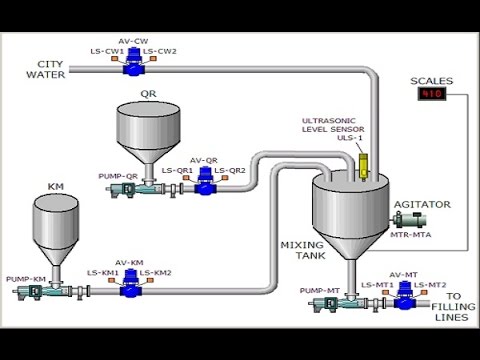 AV-CW
LS-CW1 LS-CW2
CITY
WATER
QR
SCALES
410
ULTRASONIC
LEVEL SENSOR
ULS-1
AV-QR
LS-QR1 LS-QR2
PUMP-QR
KM
AGITATOR
MTR-MTA
MIXING
TANK
AV-KM
LS-KM1 LS-KM2
PUMP-KM
AV-MT
LS-MT1 LS-MT2
PUMP-MT
TO
FILLING
LINES